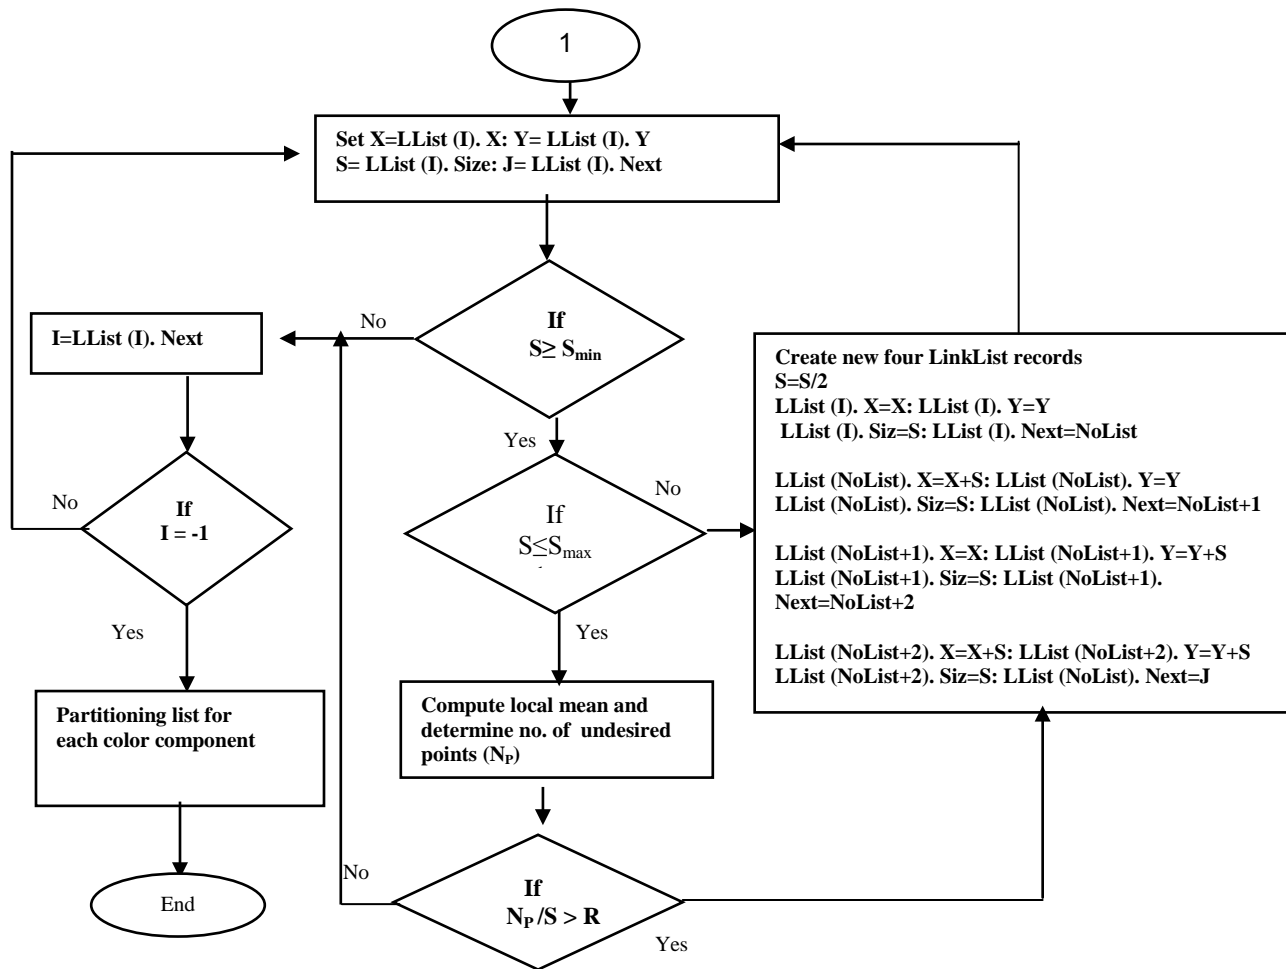 1
Set X=LList (I). X: Y= LList (I). Y
S= LList (I). Size: J= LList (I). Next
If
S≥ Smin
No
Yes
I=LList (I). Next
If
I = -1
No
Yes
Partitioning list for
each color component
End
If
S≤Smax
No
Yes
Compute local mean and
determine no. of undesired
points (NP)
If
NP /S > R
No
Yes
Create new four LinkList records
S=S/2
LList (I). X=X: LList (I). Y=Y
LList (I). Siz=S: LList (I). Next=NoList
LList (NoList). X=X+S: LList (NoList). Y=Y
LList (NoList). Siz=S: LList (NoList). Next=NoList+1
LList (NoList+1). X=X: LList (NoList+1). Y=Y+S
LList (NoList+1). Siz=S: LList (NoList+1).
Next=NoList+2
LList (NoList+2). X=X+S: LList (NoList+2). Y=Y+S
LList (NoList+2). Siz=S: LList (NoList). Next=J